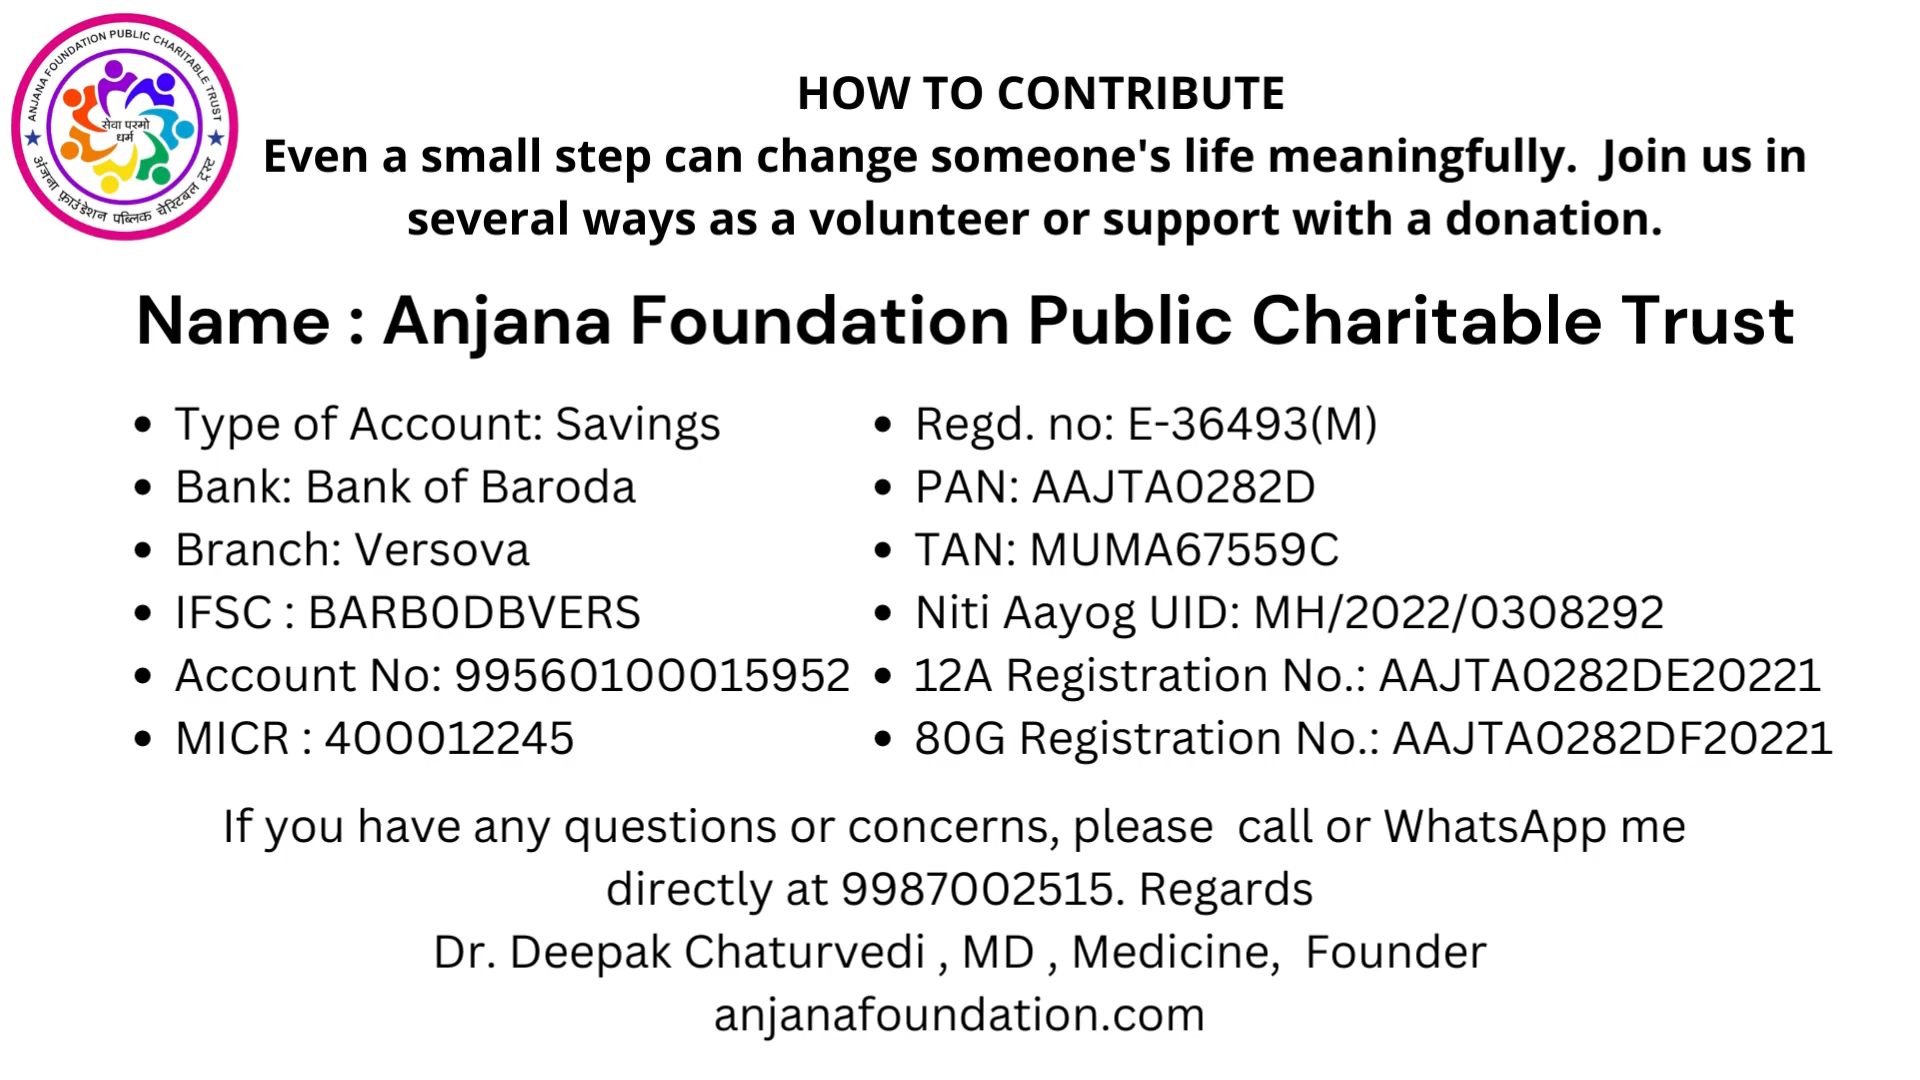 ANJANA FOUNDATION PUBLIC CHARITABLE TRUST
सेवा परमो
धर्म
अंजना फ़ाउंडेशन पब्लिक चेरिटेबल ट्रस्ट
HOW TO CONTRIBUTE
Even a small step can change someone's life meaningfully.  Join us in
several ways as a volunteer or support with a donation.
Name : Anjana Foundation Public Charitable Trust
• Type of Account: Savings
• Bank: Bank of Baroda
• Branch: Versova
• IFSC : BARB0DBVERS
• Account No: 99560100015952
• MICR : 400012245
• Regd. no: E-36493(M)
• PAN: AAJTA0282D
• TAN: MUMA67559C
• Niti Aayog UID: MH/2022/0308292
• 12A Registration No.: AAJTA0282DE20221
• 80G Registration No.: AAJTA0282DF20221
If you have any questions or concerns, please  call or WhatsApp me
directly at 9987002515. Regards
Dr. Deepak Chaturvedi , MD , Medicine,  Founder
anjanafoundation.com